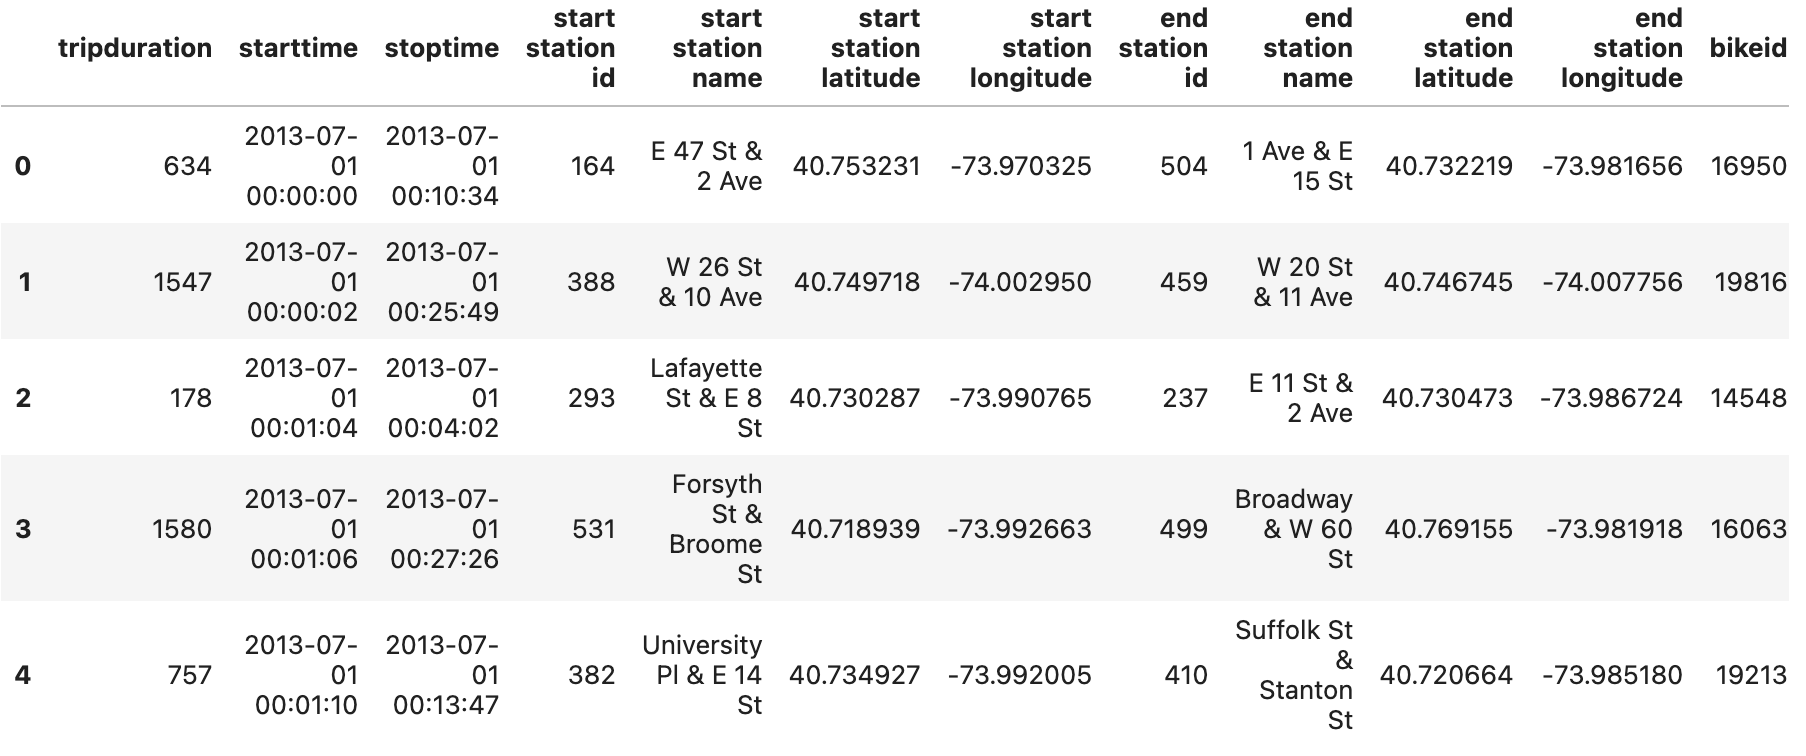 tripduration starttime stoptime start station id start station name start station latitude start station longitude end station id end station name end station latitude end station longitude bikeid
0 634 2013-07-01 00:00:00 2013-07-01 00:10:34 164 E 47 St & 2 Ave 40.753231 -73.970325 504 1 Ave & E 15 St 40.732219 -73.981656 16950
1 1547 2013-07-01 00:00:02 2013-07-01 00:25:49 388 W 26 St & 10 Ave 40.749718 -74.002950 459 W 20 St & 11 Ave 40.746745 -74.007756 19816
2 178 2013-07-01 00:01:04 2013-07-01 00:04:02 293 Lafayette St & E 8 St 40.730287 -73.990765 237 E 11 St & 2 Ave 40.730473 -73.986724 14548
3 1580 2013-07-01 00:01:06 2013-07-01 00:27:26 531 Forsyth St & Broome St 40.718939 -73.992663 499 Broadway & W 60 St 40.769155 -73.981918 16063
4 757 2013-07-01 00:01:10 2013-07-01 00:13:47 382 University Pl & E 14 St 40.734927 -73.992005 410 Suffolk St & Stanton St 40.720664 -73.985180 19213